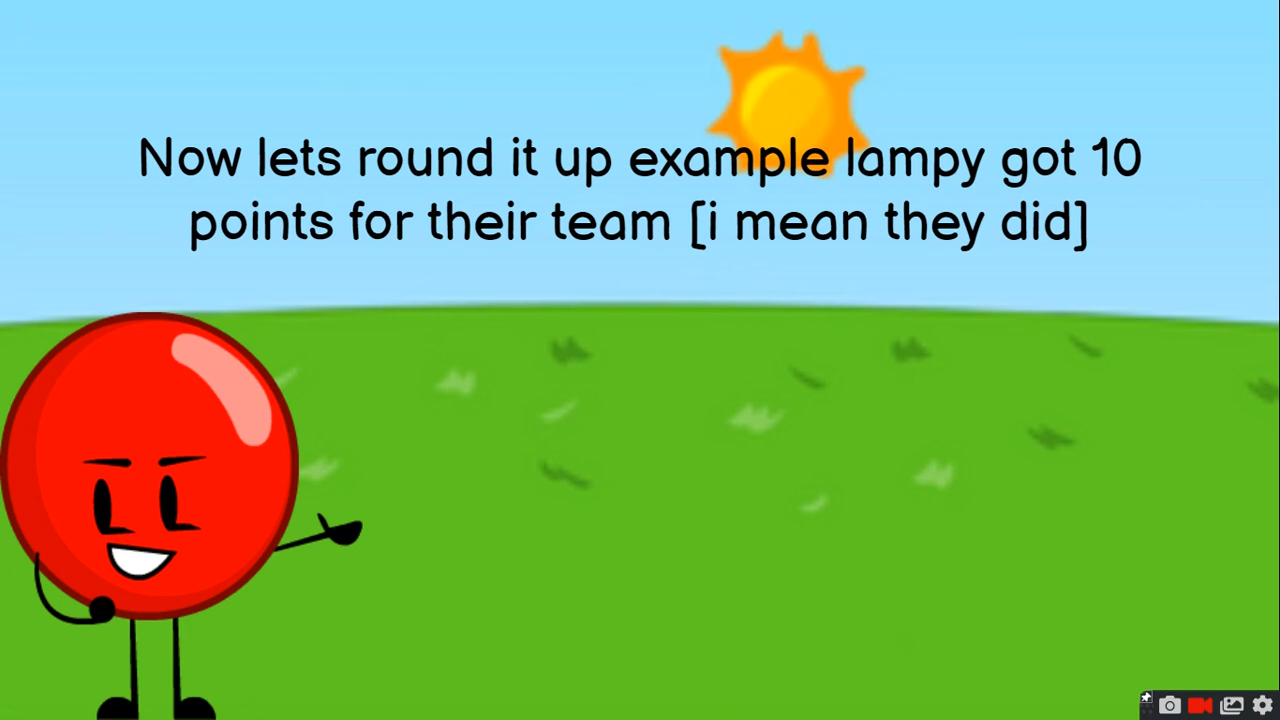 Now lets round it up example lampy got 10
points for their team [i mean they did]